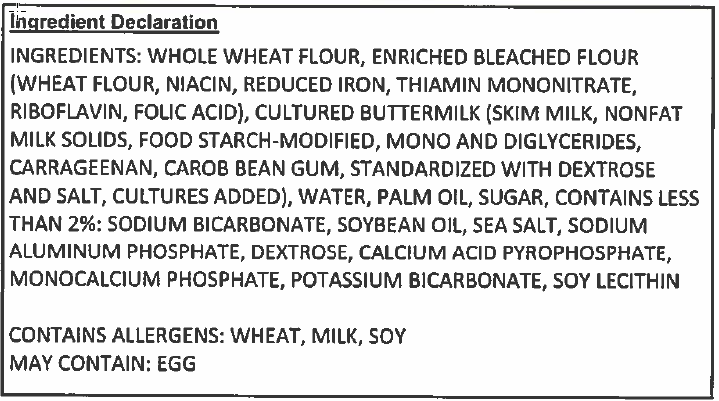 Ingredient Declaration
INGREDIENTS: WHOLE WHEAT FLOUR, ENRICHED BLEACHED FLOUR
(WHEAT FLOUR, NIACIN, REDUCED IRON, THIAMIN MONONITRATE,
RIBOFLAVIN, FOLIC ACID), CULTURED BUTTERMILK (SKIM MILK, NONFAT
MILK SOLIDS, FOOD STARCH-MODIFIED, MONO AND DIGLYCERIDES,
CARRAGEENAN, CAROB BEAN GUM, STANDARDIZED WITH DEXTROSE
AND SALT, CULTURES ADDED), WATER, PALM OIL, SUGAR, CONTAINS LESS
THAN 2%: SODIUM BICARBONATE, SOYBEAN OIL, SEA SALT, SODIUM
ALUMINUM PHOSPHATE, DEXTROSE, CALCIUM ACID PYROPHOSPHATE,
MONOCALCIUM PHOSPHATE, POTASSIUM BICARBONATE, SOY LECITHIN
CONTAINS ALLERGENS: WHEAT, MILK, SOY
MAY CONTAIN: EGG